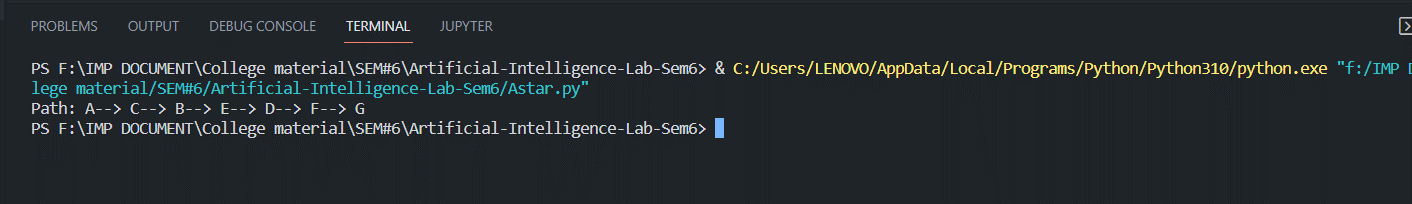 PROBLEMS OUTPUT DEBUG CONSOLE TERMINAL JUPYTER
PS F:\IMP DOCUMENT\College material\SEM#6\Artificial-Intelligence-Lab-Sem6> & C:/Users/LENOVO/AppData/Local/Programs/Python/Python310/python.exe "f:/IMP D
lege material/SEM#6/Artificial-Intelligence-Lab-Sem6/Astar.py"
Path: A--> C--> B--> E--> D--> F--> G
PS F:\IMP DOCUMENT\College material\SEM#6\Artificial-Intelligence-Lab-Sem6>